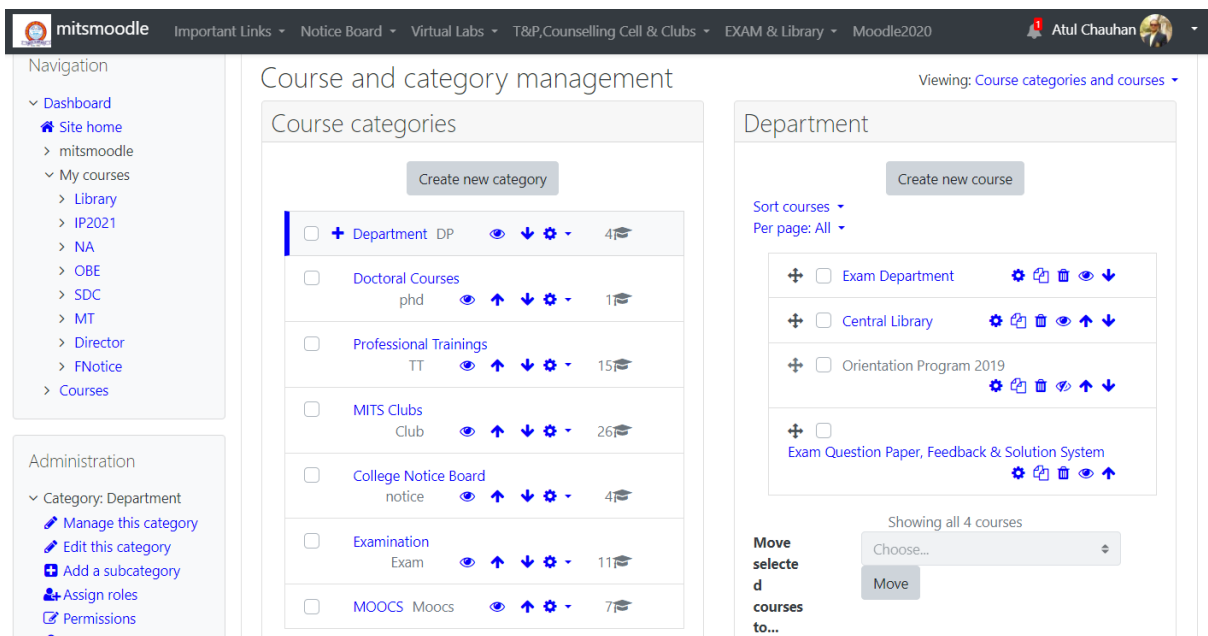 mitsmoodle Important Links Notice Board Virtual Labs T&P,Counselling Cell & Clubs EXAM & Library Moodle2020 1 Atul Chauhan
Navigation
Dashboard
Site home
mitsmoodle
My courses
Library
IP2021
NA
OBE
SDC
MT
Director
FNotice
Courses
Administration
Category: Department
Manage this category
Edit this category
Add a subcategory
Assign roles
Permissions
Course and category management
Viewing: Course categories and courses
Course categories
Create new category
Department DP 4
Doctoral Courses
phd 1
Professional Trainings
TT 15
MITS Clubs
Club 26
College Notice Board
notice 4
Examination
Exam 11
MOOCS Moocs 7
Department
Create new course
Sort courses
Per page: All
Exam Department
Central Library
Orientation Program 2019
Exam Question Paper, Feedback & Solution System
Showing all 4 courses
Move
selecte
d
courses
to...
Choose...
Move